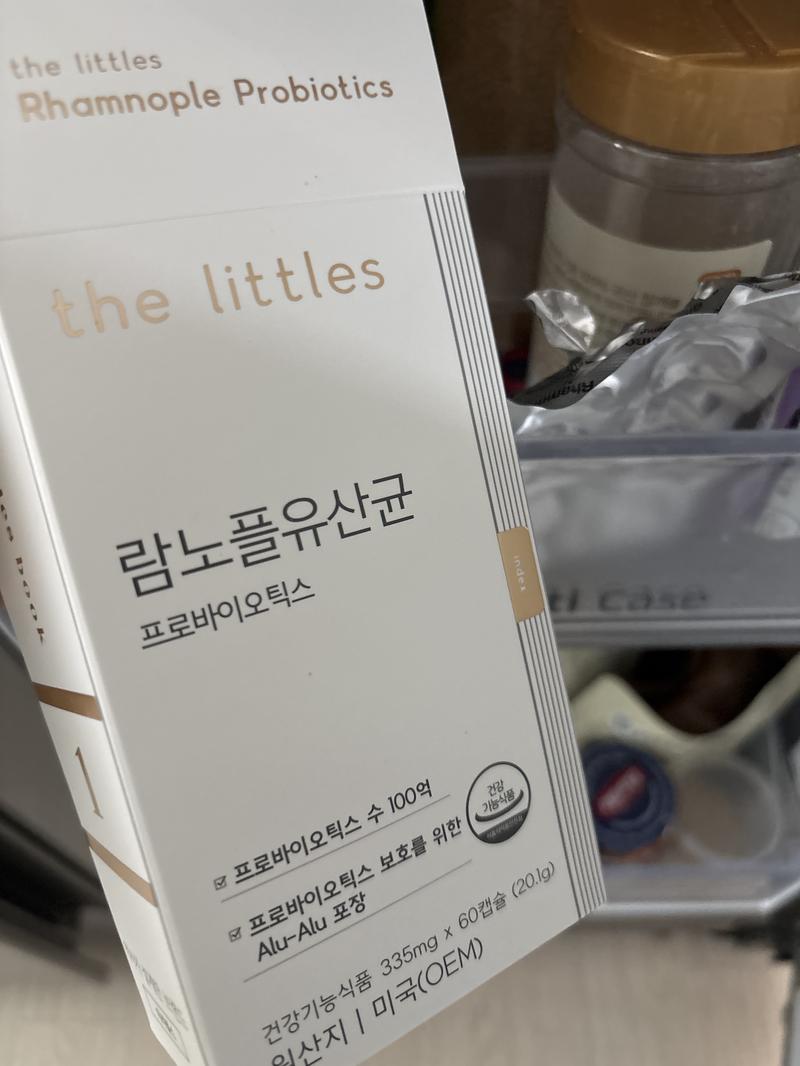 the littles
Rhamnople Probiotics
the littles
람노플유산균
프로바이오틱스
index
1
건강
기능식품
프로바이오틱스 수 100억
프로바이오틱스 보호를 위한
Alu-Alu 포장
건강기능식품 335mg x 60캡슐 (20.1g)
원산지 | 미국(OEM)
case